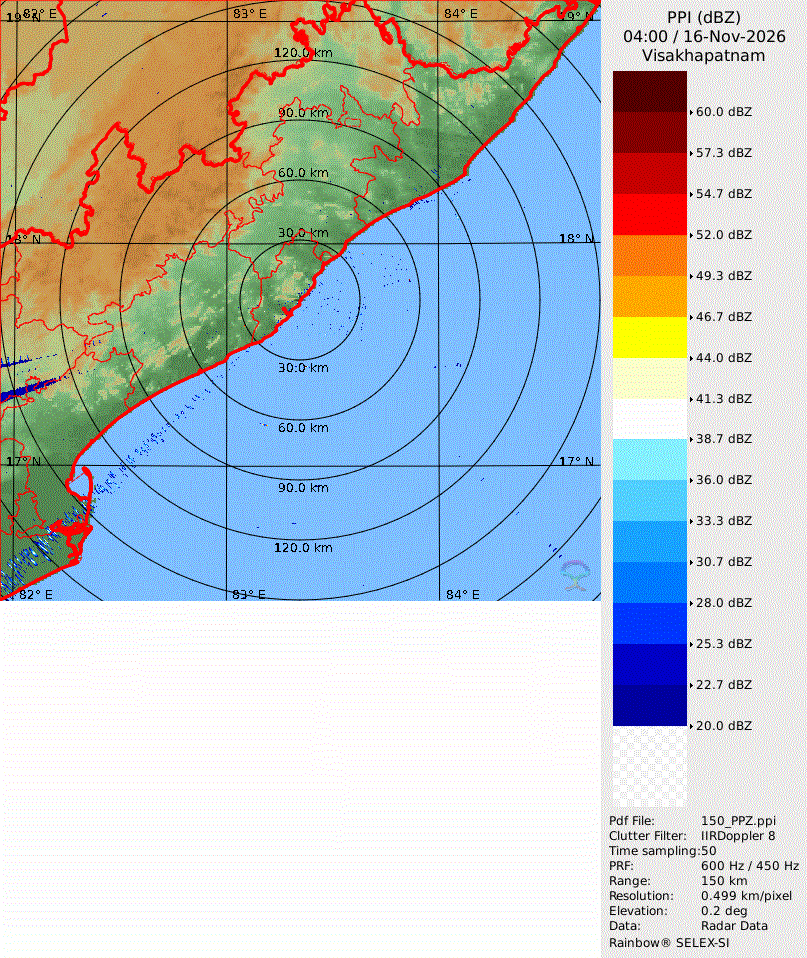 PPI (dBZ)
04:00 / 16-Nov-2026
Visakhapatnam
82° E
83° E
84° E
19° N
19° N
120.0 km
90.0 km
60.0 km
30.0 km
18° N
18° N
30.0 km
60.0 km
17° N
17° N
90.0 km
120.0 km
82° E
83° E
84° E
60.0 dBZ
57.3 dBZ
54.7 dBZ
52.0 dBZ
49.3 dBZ
46.7 dBZ
44.0 dBZ
41.3 dBZ
38.7 dBZ
36.0 dBZ
33.3 dBZ
30.7 dBZ
28.0 dBZ
25.3 dBZ
22.7 dBZ
20.0 dBZ
Pdf File: 150_PPZ.ppi
Clutter Filter: IIRDoppler 8
Time sampling:50
PRF: 600 Hz / 450 Hz
Range: 150 km
Resolution: 0.499 km/pixel
Elevation: 0.2 deg
Data: Radar Data
Rainbow® SELEX-SI